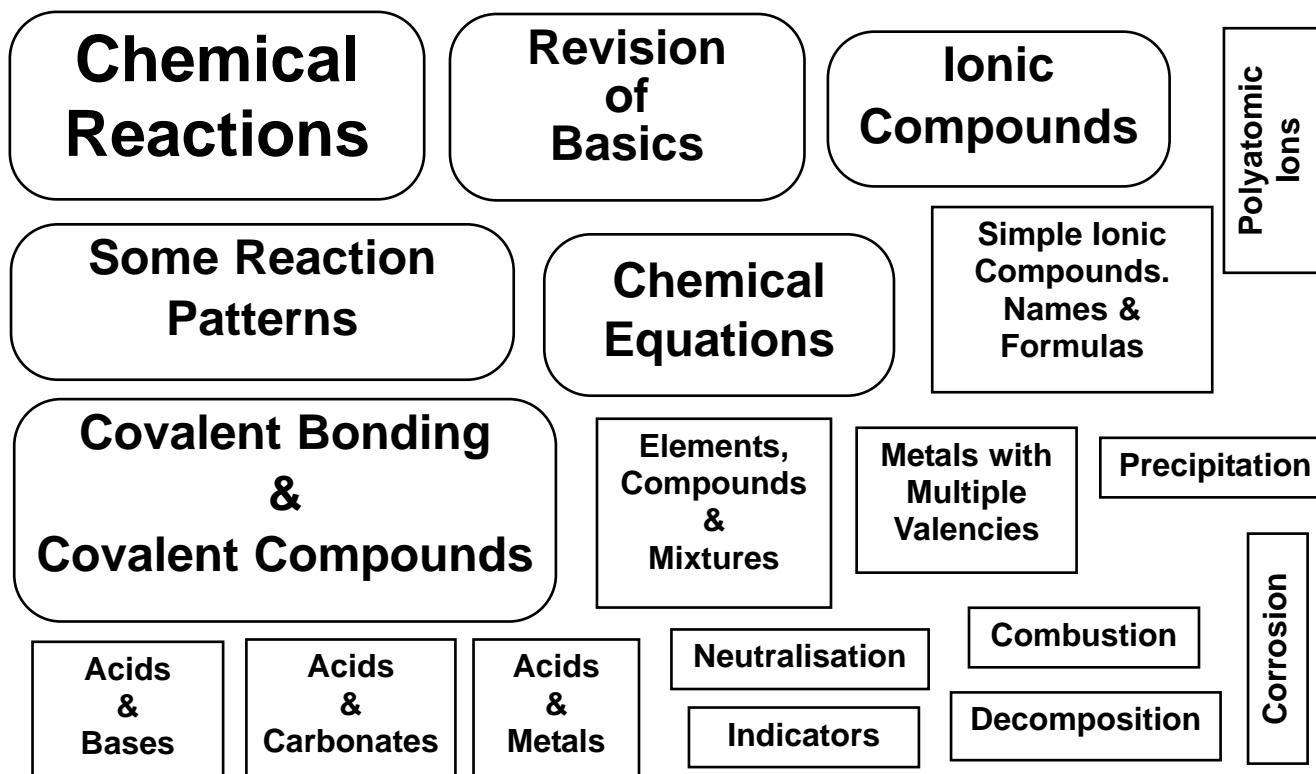 Chemical
Reactions
Revision
of
Basics
Ionic
Compounds
Polyatomic
Ions
Some Reaction
Patterns
Chemical
Equations
Simple Ionic
Compounds.
Names &
Formulas
Covalent Bonding
&
Covalent Compounds
Elements,
Compounds
&
Mixtures
Metals with
Multiple
Valencies
Precipitation
Corrosion
Acids
&
Bases
Acids
&
Carbonates
Acids
&
Metals
Neutralisation
Indicators
Combustion
Decomposition